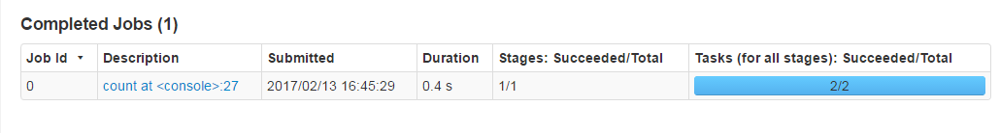 Completed Jobs (1)
Job Id ▾ Description Submitted Duration Stages: Succeeded/Total Tasks (for all stages): Succeeded/Total
0 count at <console>:27 2017/02/13 16:45:29 0.4 s 1/1 2/2